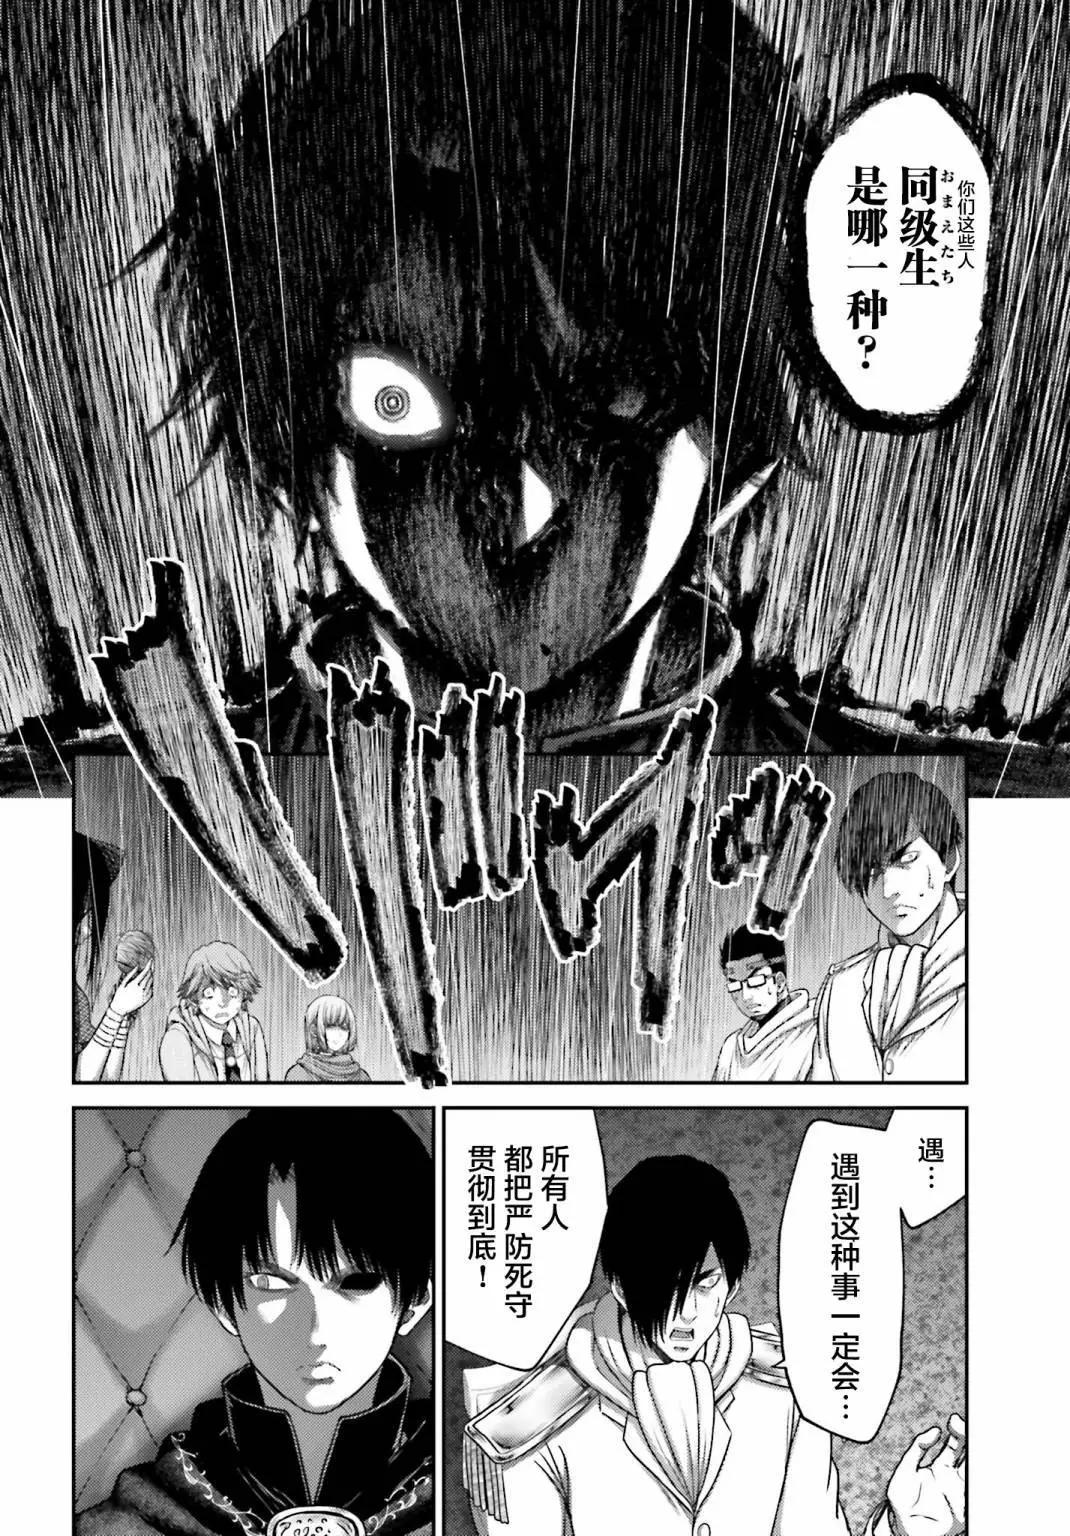 你们这些人
おまえたち
同级生
是哪一种？
遇…
遇到这种事一定会…
所有人
都把严防死守
贯彻到底！